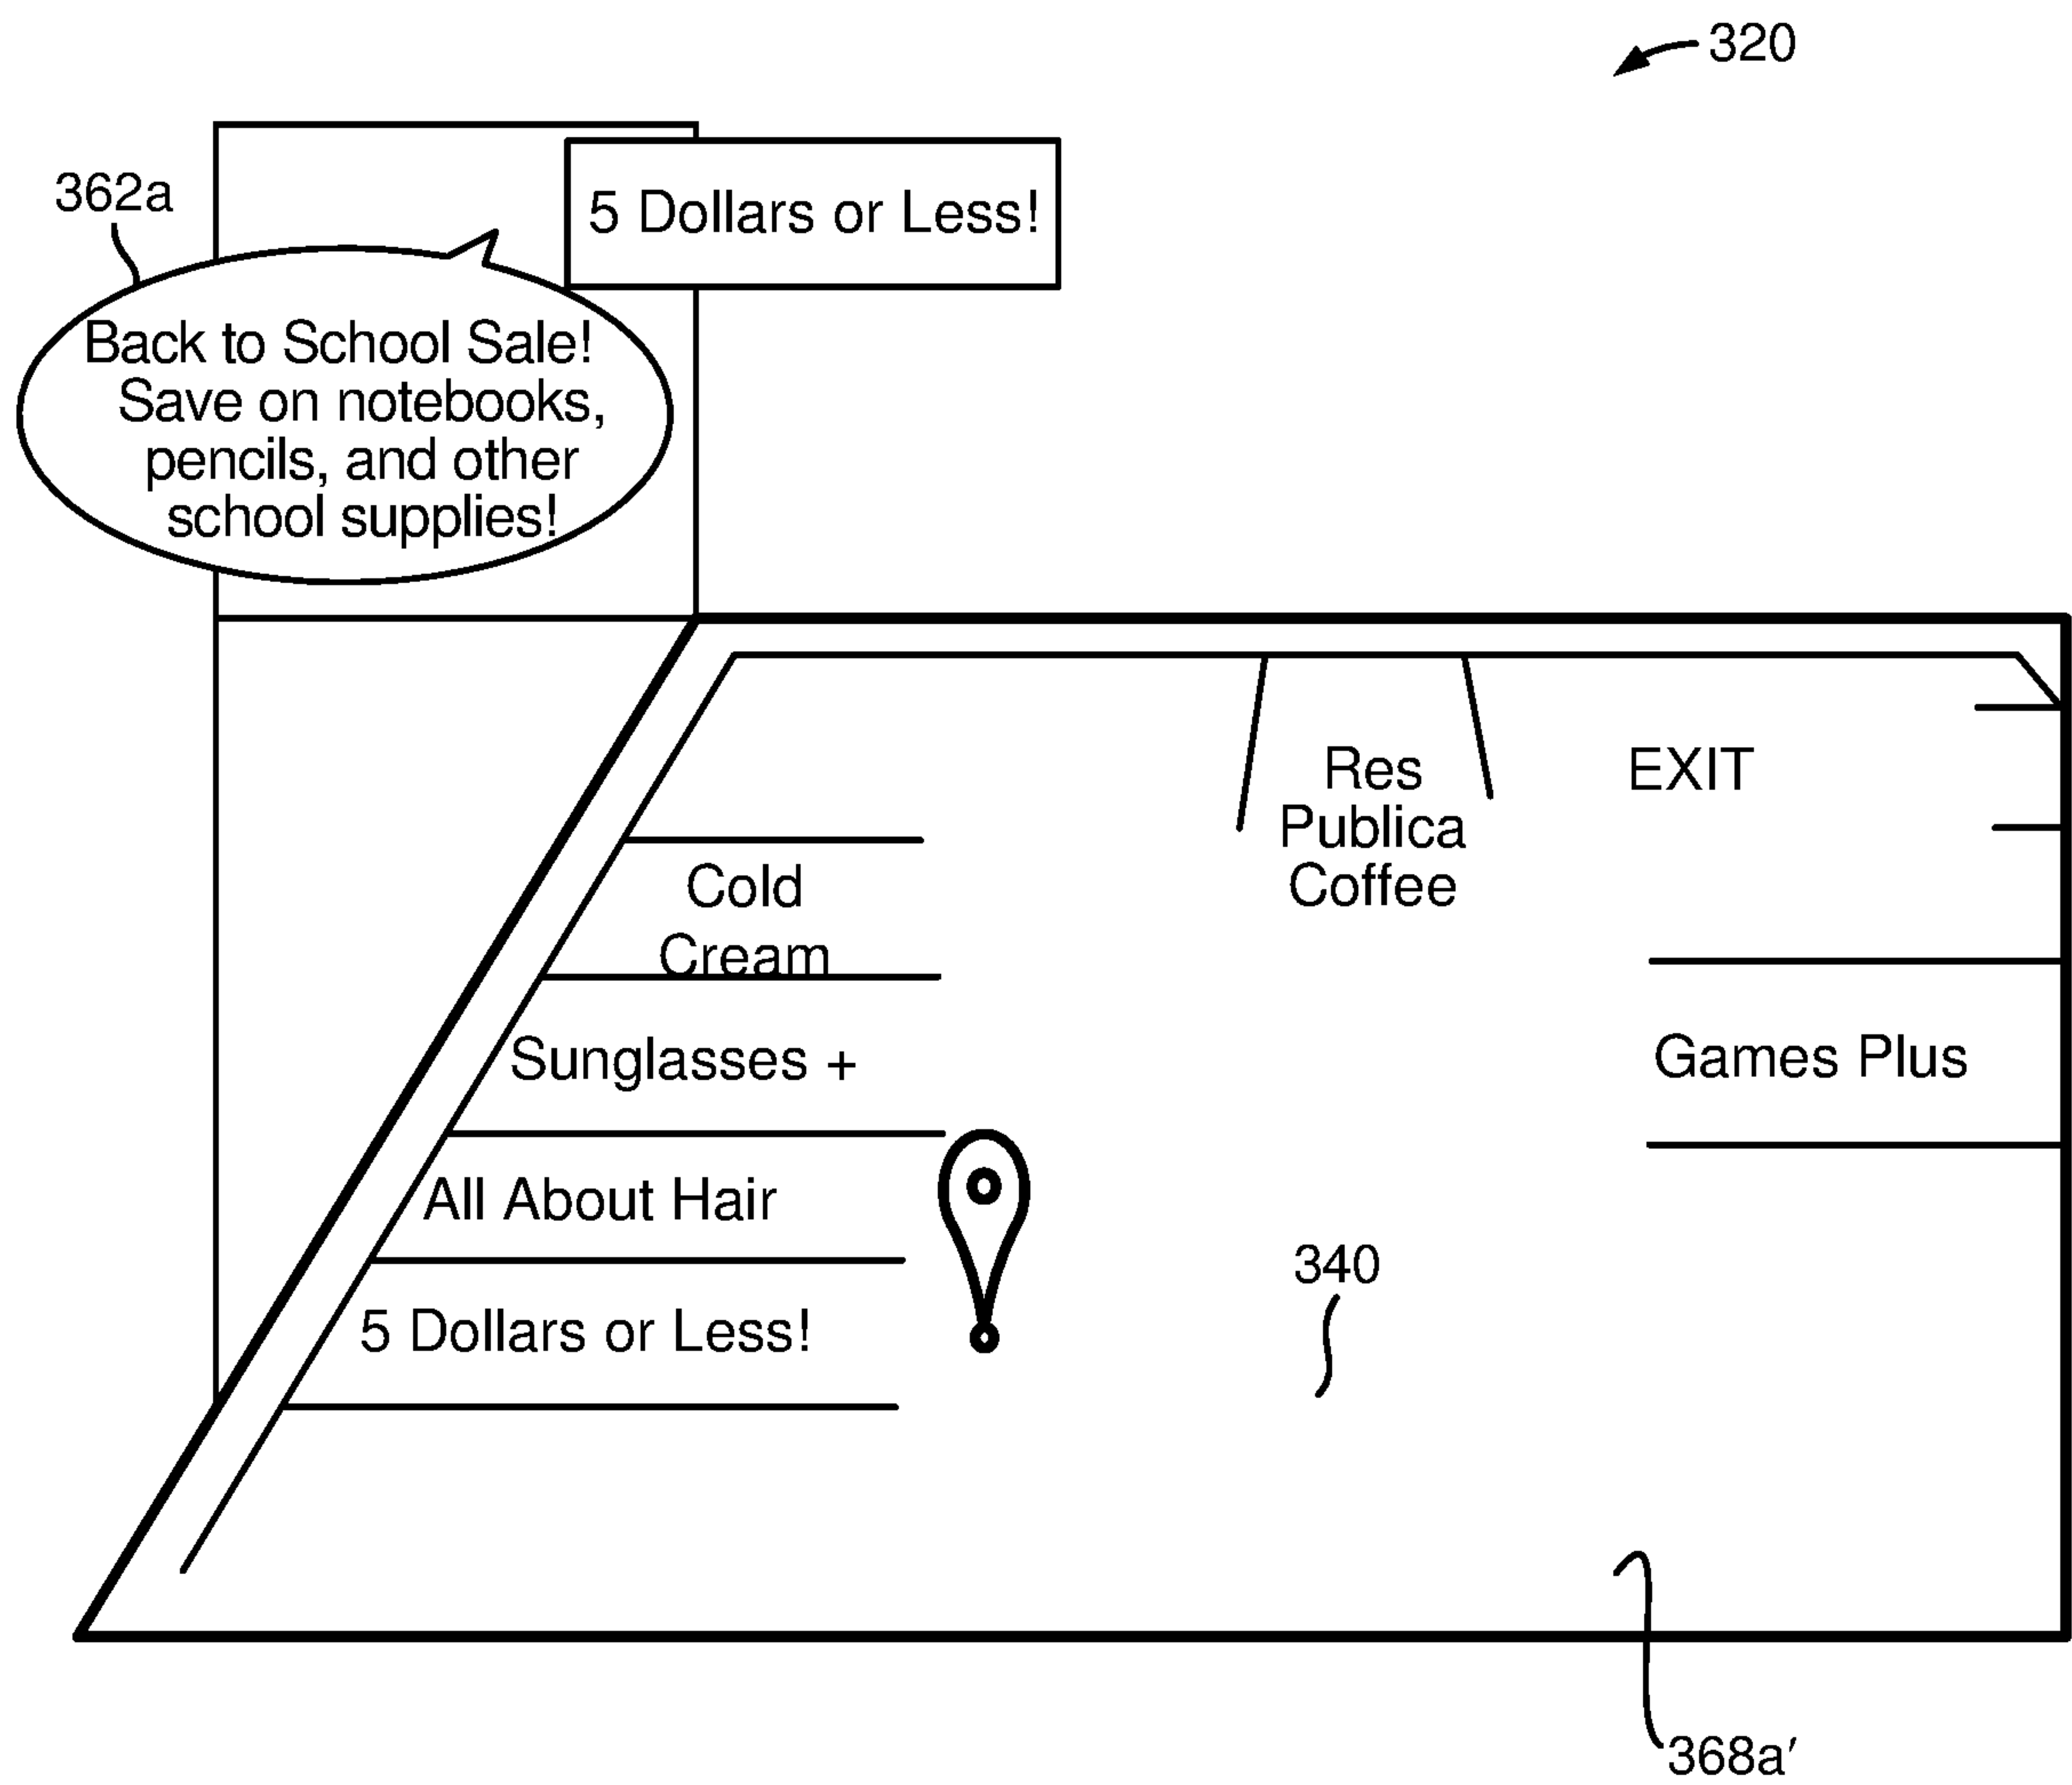 320
362a
5 Dollars or Less!
Back to School Sale!
Save on notebooks,
pencils, and other
school supplies!
Res
Publica
Coffee
EXIT
Cold
Cream
Sunglasses +
Games Plus
All About Hair
340
5 Dollars or Less!
368a'